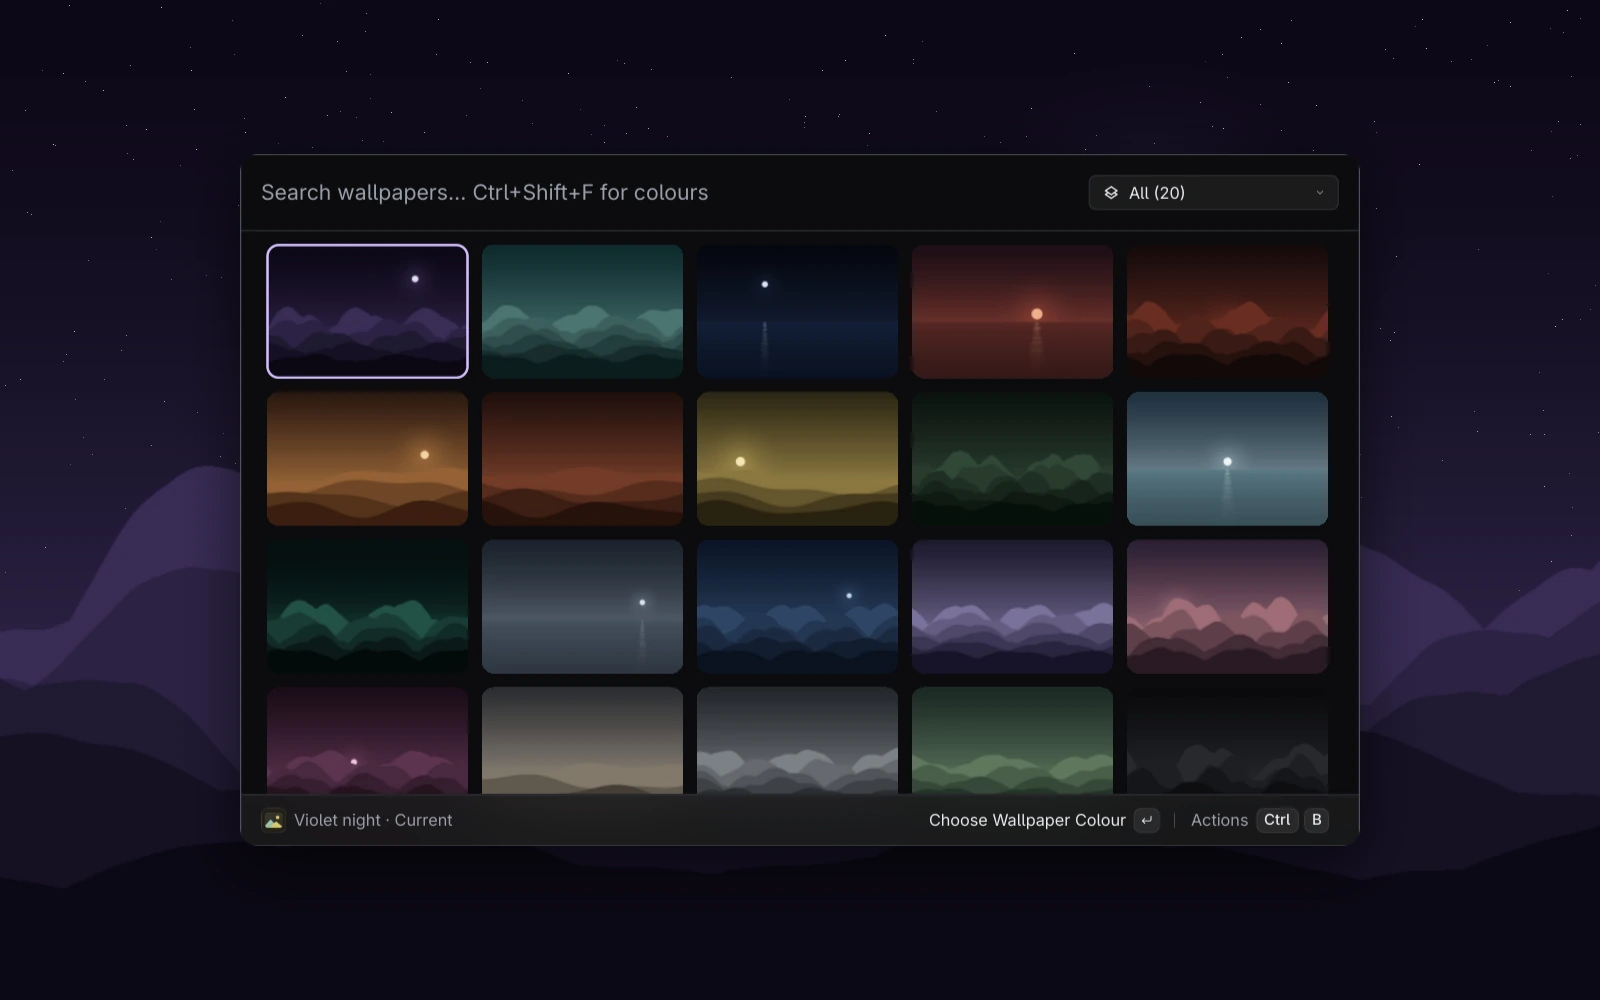 Search wallpapers... Ctrl+Shift+F for colours
All (20)
Violet night · Current
Choose Wallpaper Colour ↵
Actions Ctrl B